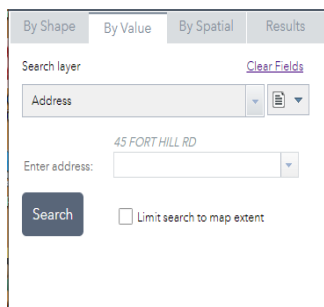 By Shape By Value By Spatial Results
Search layer Clear Fields
Address
45 FORT HILL RD
Enter address:
Search Limit search to map extent